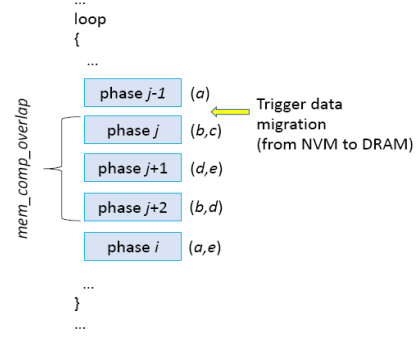 ...
loop
{
...
phase j-1 (a)
Trigger data
migration
(from NVM to DRAM)
phase j (b,c)
phase j+1 (d,e)
phase j+2 (b,d)
mem_comp_overlap
phase i (a,e)
...
}
...